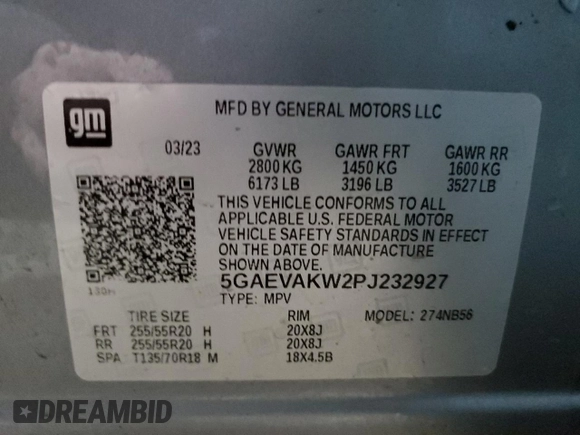 gm
MFD BY GENERAL MOTORS LLC
03/23 GVWR GAWR FRT GAWR RR
2800 KG 1450 KG 1600 KG
6173 LB 3196 LB 3527 LB
THIS VEHICLE CONFORMS TO ALL
APPLICABLE U.S. FEDERAL MOTOR
VEHICLE SAFETY STANDARDS IN EFFECT
ON THE DATE OF MANUFACTURE
SHOWN ABOVE.
5GAEVAKW2PJ232927
TYPE: MPV
TIRE SIZE RIM MODEL: 274NB56
FRT 255/55R20 H 20X8J
RR 255/55R20 H 20X8J
SPA T135/70R18 M 18X4.5B
DREAMBID